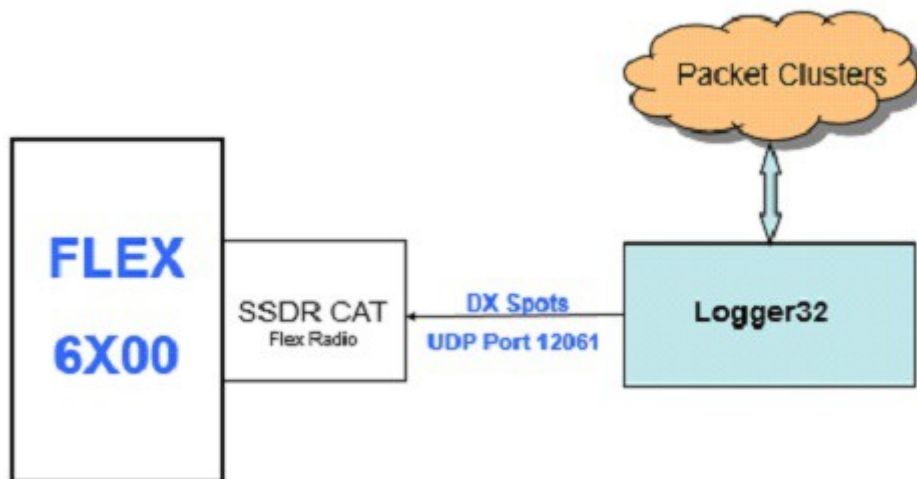 Packet Clusters
FLEX
6X00
SSDR CAT
Flex Radio
DX Spots
UDP Port 12061
Logger32